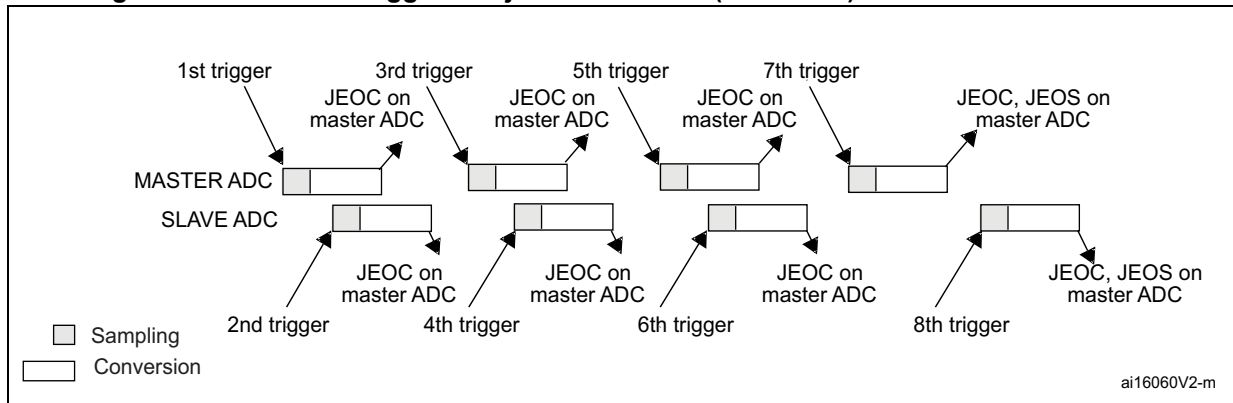 1st trigger
3rd trigger
5th trigger
7th trigger
JEOC on
master ADC
JEOC on
master ADC
JEOC on
master ADC
JEOC, JEOS on
master ADC
MASTER ADC
SLAVE ADC
JEOC on
master ADC
JEOC on
master ADC
JEOC on
master ADC
JEOC, JEOS on
master ADC
2nd trigger
4th trigger
6th trigger
8th trigger
Sampling
Conversion
ai16060V2-m